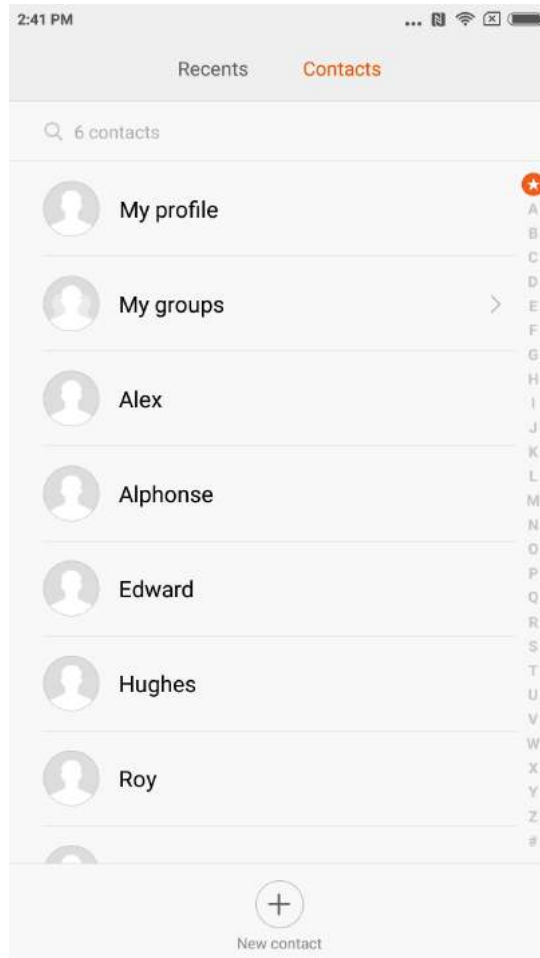 2:41 PM
Recents Contacts
6 contacts
My profile
My groups
Alex
Alphonse
Edward
Hughes
Roy
A
B
C
D
E
F
G
H
I
J
K
L
M
N
O
P
Q
R
S
T
U
V
W
X
Y
Z
#
New contact